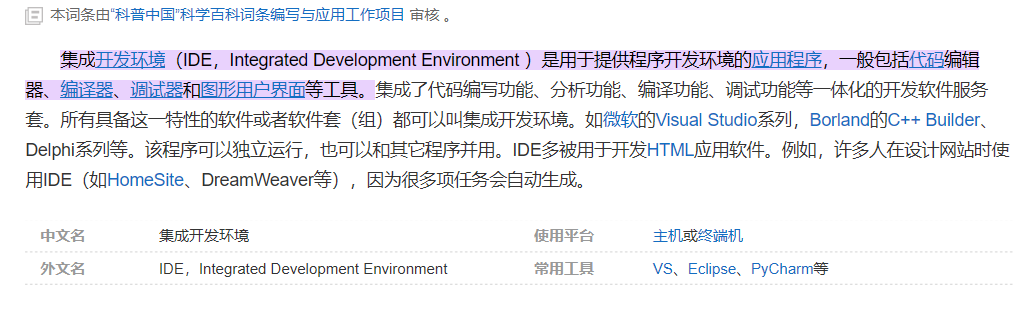 本词条由“科普中国”科学百科词条编写与应用工作项目 审核 。
集成开发环境（IDE，Integrated Development Environment ）是用于提供程序开发环境的应用程序，一般包括代码编辑
器、编译器、调试器和图形用户界面等工具。集成了代码编写功能、分析功能、编译功能、调试功能等一体化的开发软件服务
套。所有具备这一特性的软件或者软件套（组）都可以叫集成开发环境。如微软的Visual Studio系列，Borland的C++ Builder、
Delphi系列等。该程序可以独立运行，也可以和其它程序并用。IDE多被用于开发HTML应用软件。例如，许多人在设计网站时使
用IDE（如HomeSite、DreamWeaver等），因为很多项任务会自动生成。
中文名 集成开发环境 使用平台 主机或终端机
外文名 IDE，Integrated Development Environment 常用工具 VS、Eclipse、PyCharm等